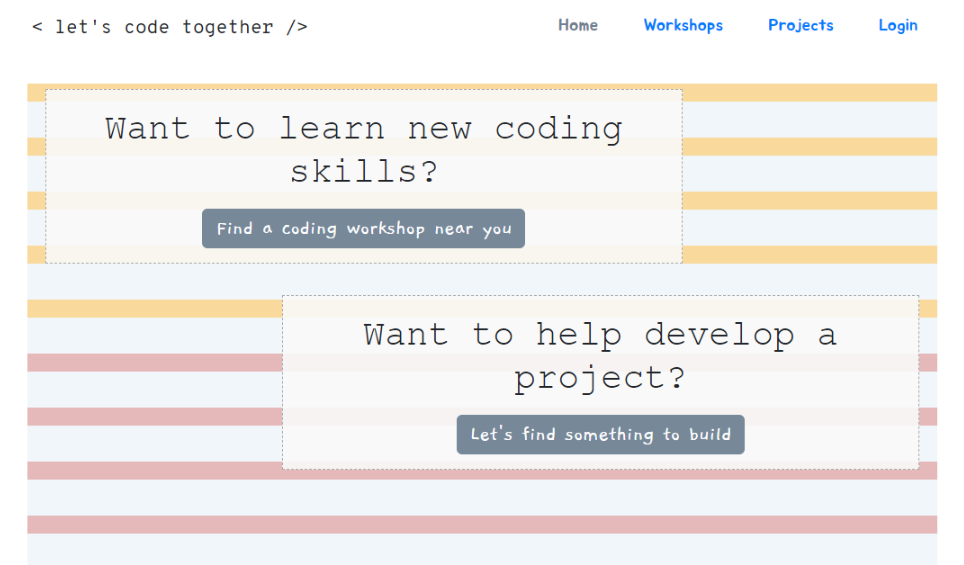 < let's code together />
Home Workshops Projects Login
Want to learn new coding
skills?
Find a coding workshop near you
Want to help develop a
project?
Let's find something to build